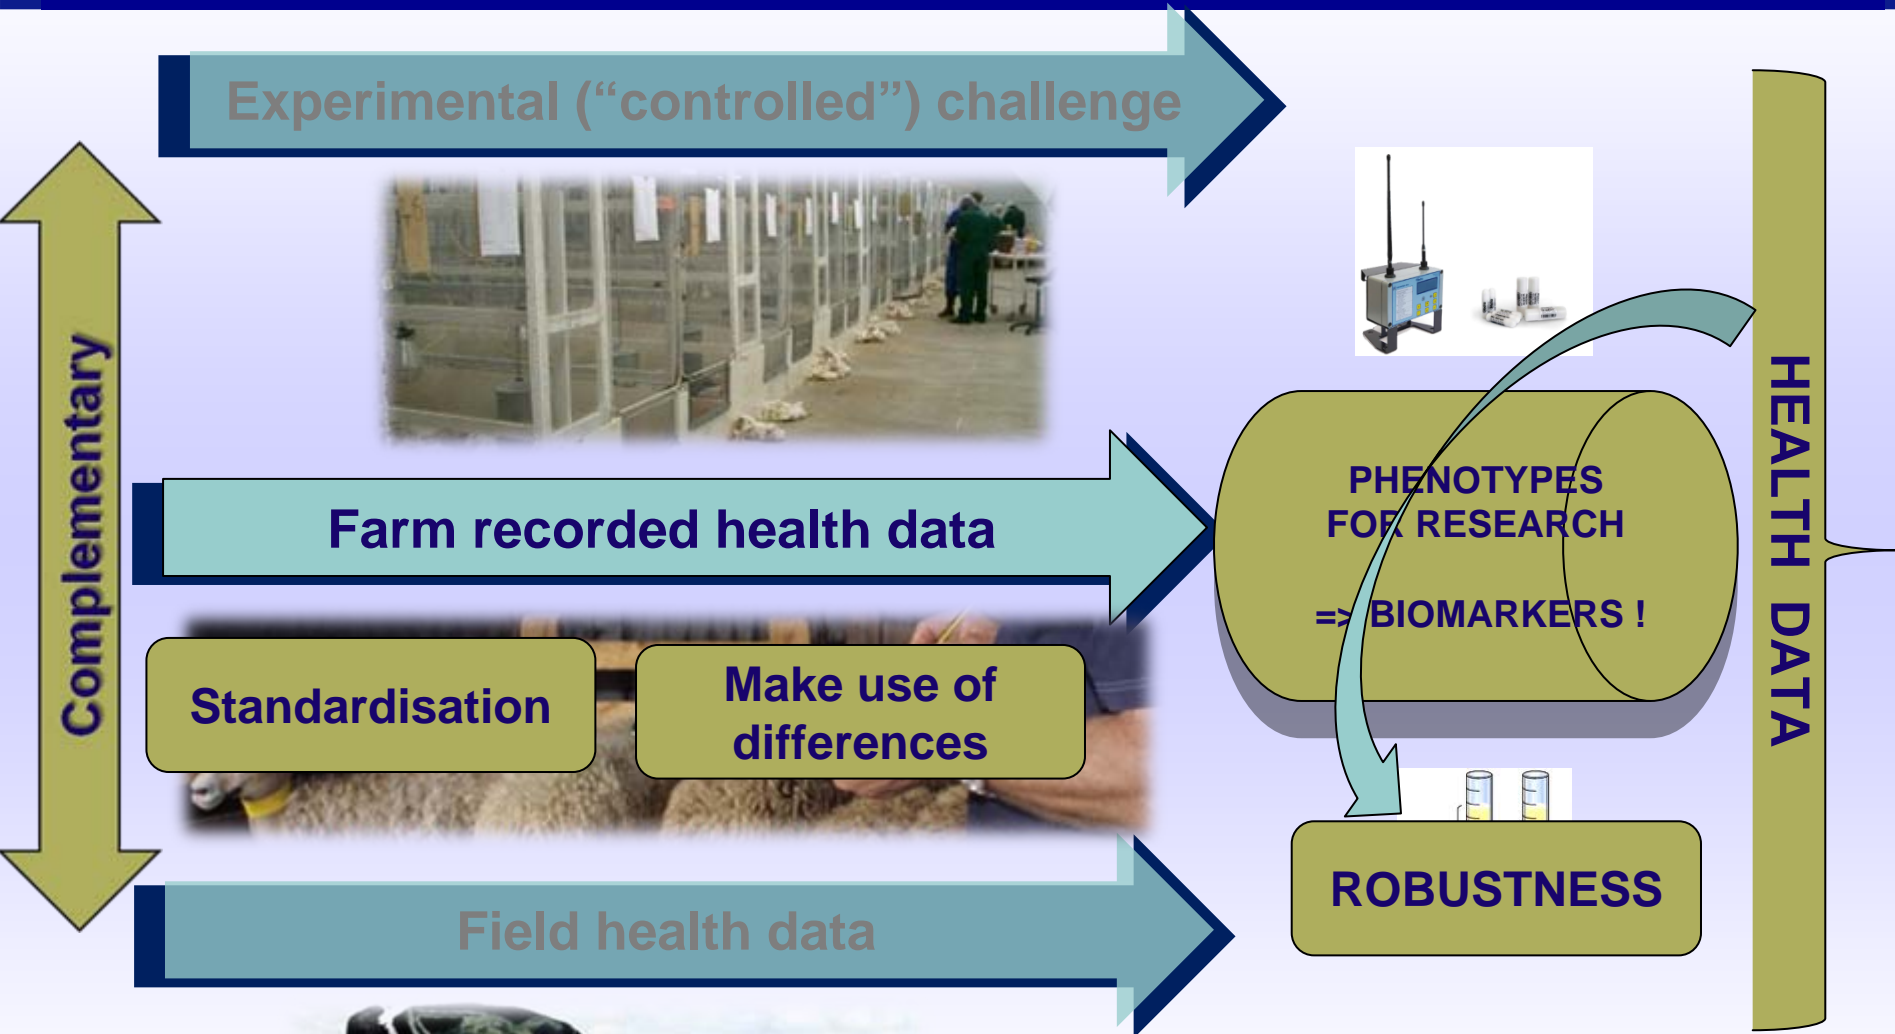 Experimental (“controlled”) challenge
Complementary
Farm recorded health data
Standardisation
Make use of
differences
Field health data
PHENOTYPES
FOR RESEARCH
=> BIOMARKERS !
ROBUSTNESS
HEALTH DATA